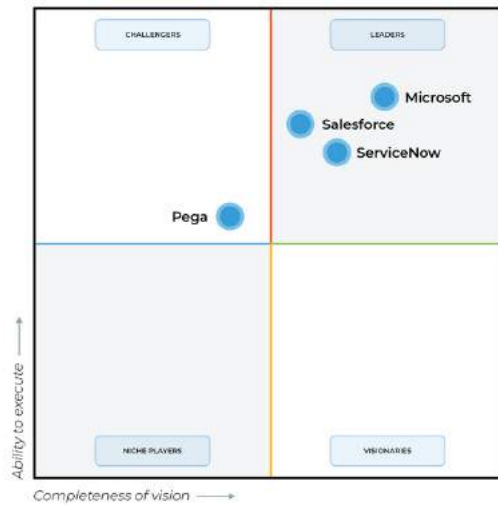 CHALLENGERS
LEADERS
Microsoft
Salesforce
ServiceNow
Pega
Ability to execute
NICHE PLAYERS
VISIONARIES
Completeness of vision